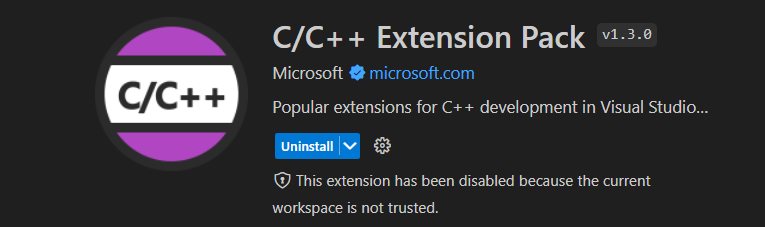 C/C++ Extension Pack v1.3.0
Microsoft microsoft.com
C/C++
Popular extensions for C++ development in Visual Studio...
Uninstall
This extension has been disabled because the current
workspace is not trusted.